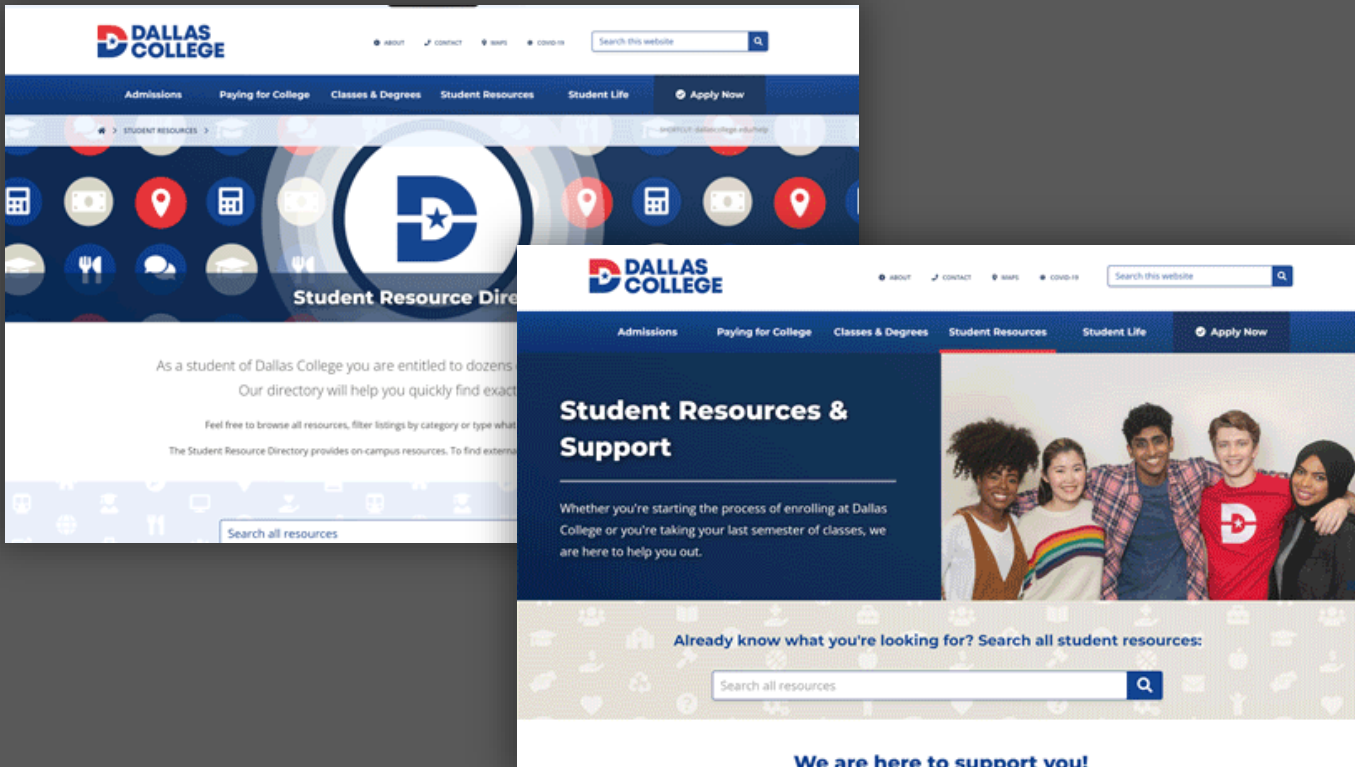 DALLAS
COLLEGE
ABOUT CONTACT MAPS COVID-19 Search this website
Admissions Paying for College Classes & Degrees Student Resources Student Life Apply Now
> STUDENT RESOURCES > SHORTCUT: dallascollege.edu/help
Student Resource Dire
As a student of Dallas College you are entitled to dozens
Our directory will help you quickly find exact
Feel free to browse all resources, filter listings by category or type what
The Student Resource Directory provides on-campus resources. To find externa
Search all resources
DALLAS
COLLEGE
ABOUT CONTACT MAPS COVID-19 Search this website
Admissions Paying for College Classes & Degrees Student Resources Student Life Apply Now
Student Resources &
Support
Whether you're starting the process of enrolling at Dallas
College or you're taking your last semester of classes, we
are here to help you out.
Already know what you're looking for? Search all student resources:
Search all resources
We are here to support you!